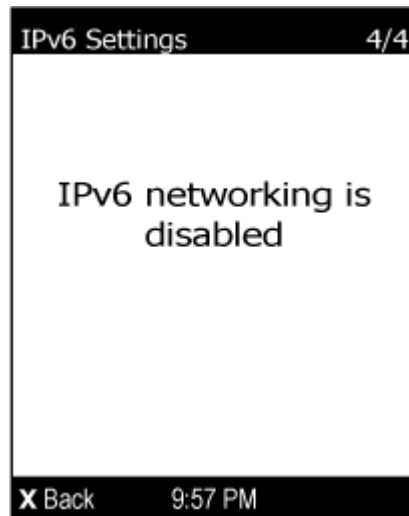 IPv6 Settings 4/4
IPv6 networking is
disabled
X Back 9:57 PM